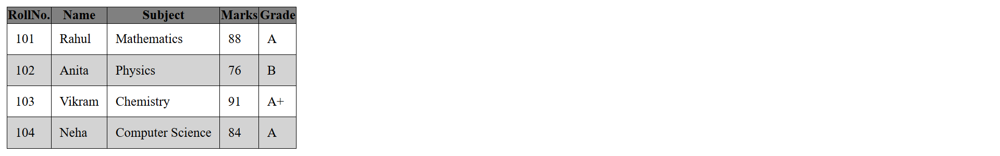 RollNo. Name Subject Marks Grade
101 Rahul Mathematics 88 A
102 Anita Physics 76 B
103 Vikram Chemistry 91 A+
104 Neha Computer Science 84 A